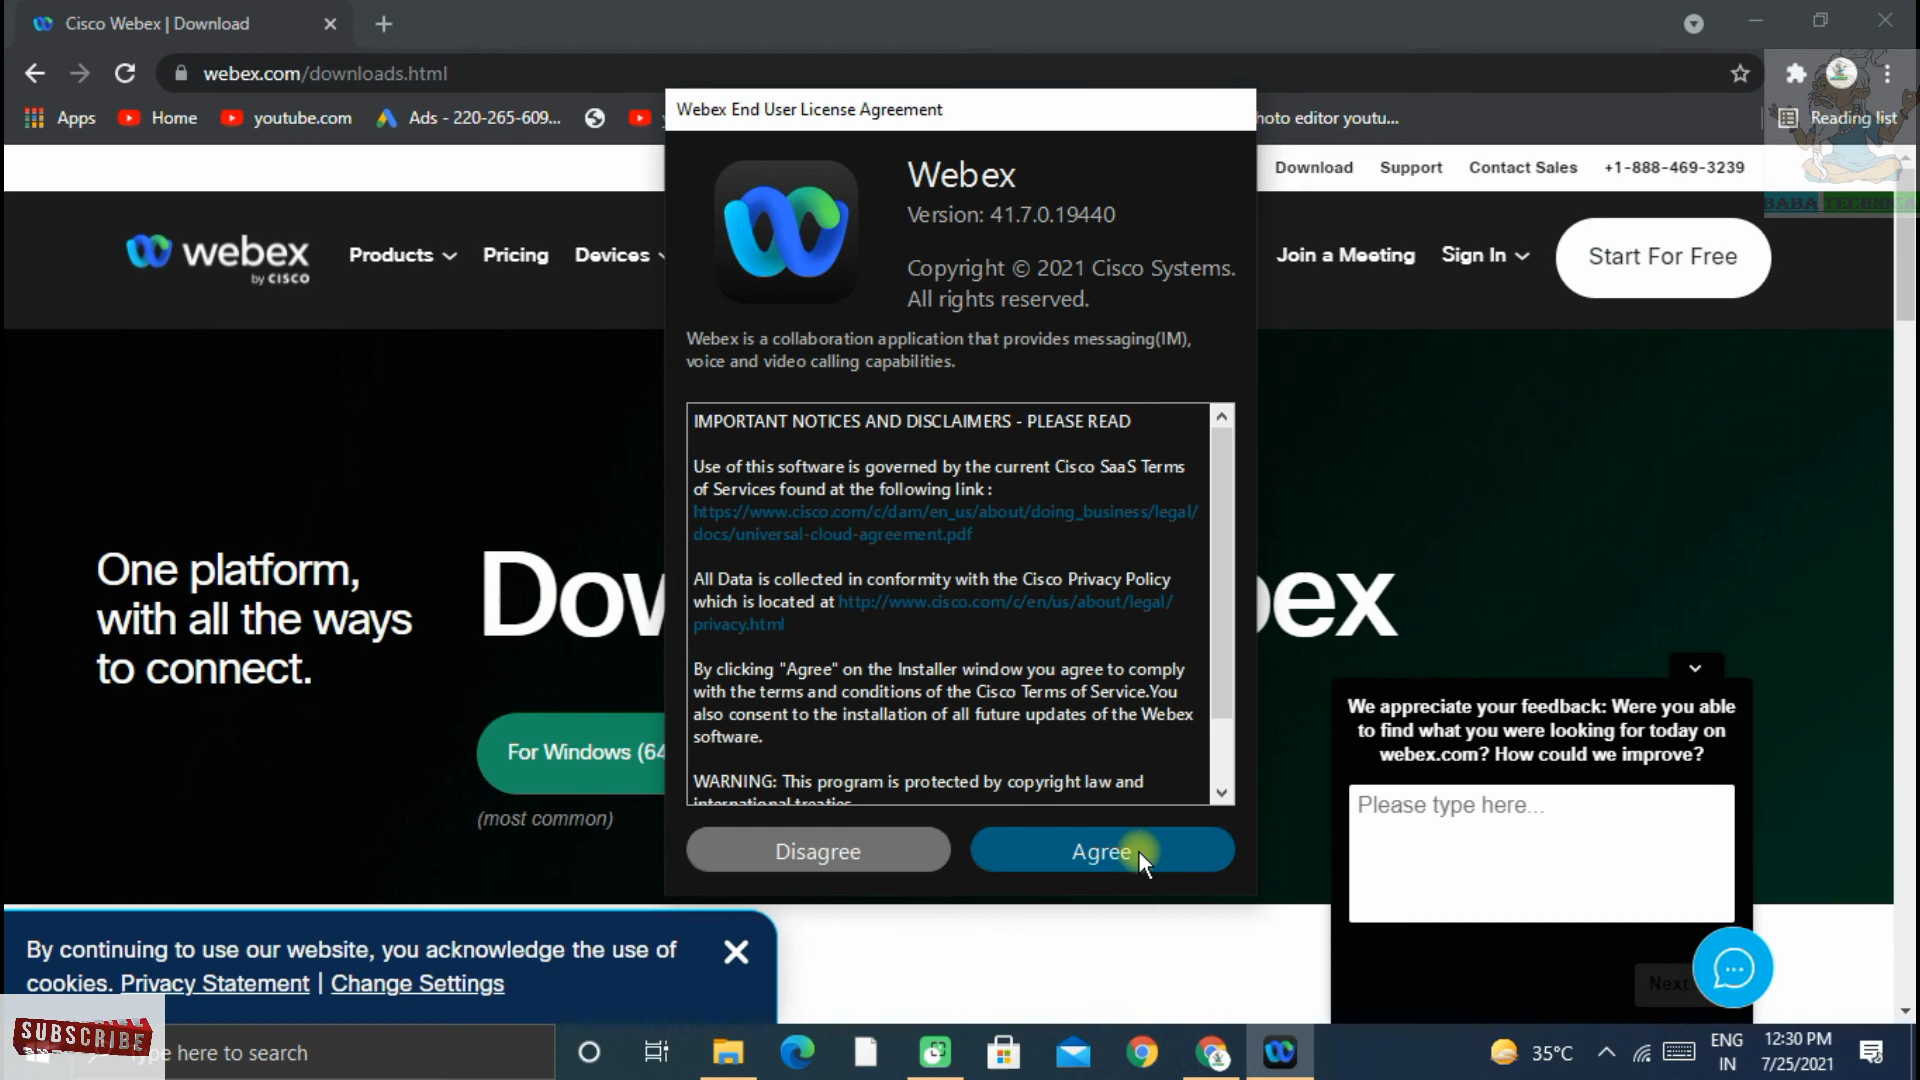 Cisco Webex | Download
webex.com/downloads.html
Apps
Home
youtube.com
Ads - 220-265-609...
hoto editor youtu...
Reading list
BABA TECHNICA
Download
Support
Contact Sales
+1-888-469-3239
webex
by CISCO
Products
Pricing
Devices
Join a Meeting
Sign In
Start For Free
One platform,
with all the ways
to connect.
Dow
bex
For Windows (64
(most common)
Webex End User License Agreement
Webex
Version: 41.7.0.19440
Copyright © 2021 Cisco Systems.
All rights reserved.
Webex is a collaboration application that provides messaging(IM),
voice and video calling capabilities.
IMPORTANT NOTICES AND DISCLAIMERS - PLEASE READ
Use of this software is governed by the current Cisco SaaS Terms
of Services found at the following link :
https://www.cisco.com/c/dam/en_us/about/doing_business/legal/
docs/universal-cloud-agreement.pdf
All Data is collected in conformity with the Cisco Privacy Policy
which is located at http://www.cisco.com/c/en/us/about/legal/
privacy.html
By clicking "Agree" on the Installer window you agree to comply
with the terms and conditions of the Cisco Terms of Service.You
also consent to the installation of all future updates of the Webex
software.
WARNING: This program is protected by copyright law and
international treaties
Disagree
Agree
We appreciate your feedback: Were you able
to find what you were looking for today on
webex.com? How could we improve?
Please type here...
Next
By continuing to use our website, you acknowledge the use of
cookies. Privacy Statement | Change Settings
SUBSCRIBE
ype here to search
35°C
ENG
IN
12:30 PM
7/25/2021